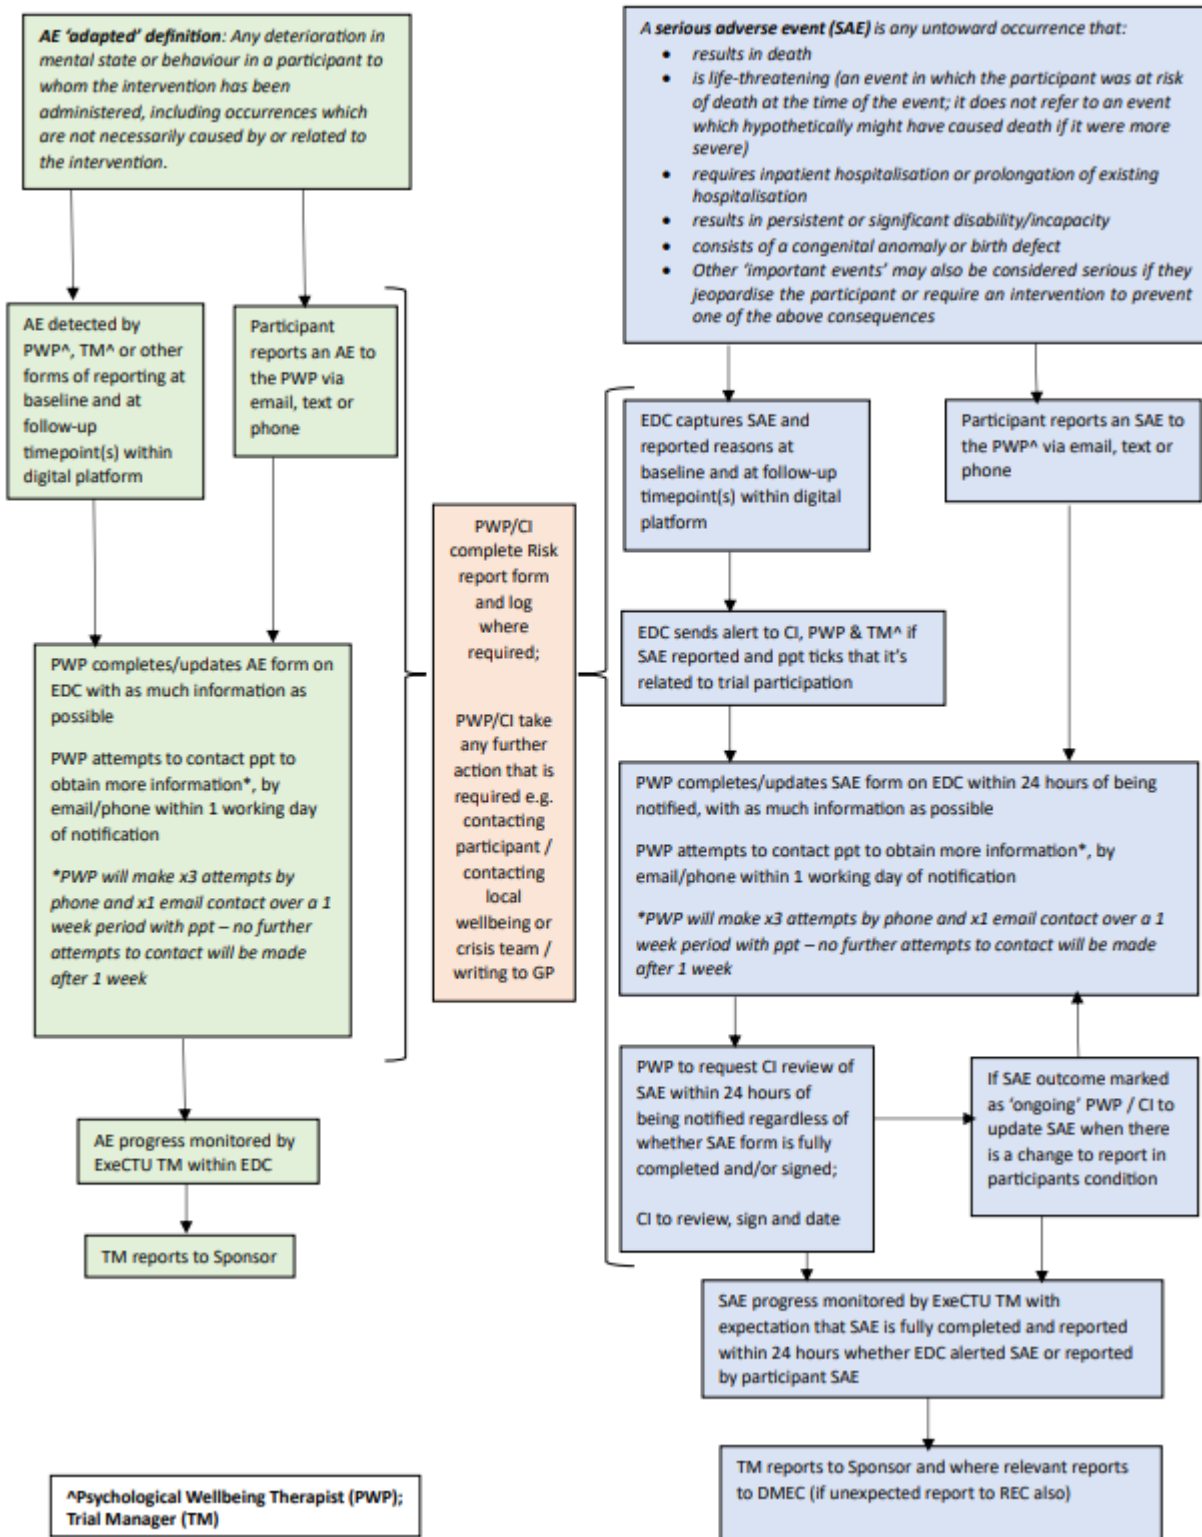 AE ‘adapted’ definition: Any deterioration in
mental state or behaviour in a participant to
whom the intervention has been
administered, including occurrences which
are not necessarily caused by or related to
the intervention.
AE detected by
PWP^, TM^ or other
forms of reporting at
baseline and at
follow-up
timepoint(s) within
digital platform
Participant
reports an AE to
the PWP via
email, text or
phone
PWP completes/updates AE form on
EDC with as much information as
possible
PWP attempts to contact ppt to
obtain more information*, by
email/phone within 1 working day
of notification
*PWP will make x3 attempts by
phone and x1 email contact over a 1
week period with ppt – no further
attempts to contact will be made
after 1 week
AE progress monitored by
ExeCTU TM within EDC
TM reports to Sponsor
PWP/CI
complete Risk
report form
and log
where
required;
PWP/CI take
any further
action that is
required e.g.
contacting
participant /
contacting
local
wellbeing or
crisis team /
writing to GP
A serious adverse event (SAE) is any untoward occurrence that:
• results in death
• is life-threatening (an event in which the participant was at risk
of death at the time of the event; it does not refer to an event
which hypothetically might have caused death if it were more
severe)
• requires inpatient hospitalisation or prolongation of existing
hospitalisation
• results in persistent or significant disability/incapacity
• consists of a congenital anomaly or birth defect
• Other ‘important events’ may also be considered serious if they
jeopardise the participant or require an intervention to prevent
one of the above consequences
EDC captures SAE and
reported reasons at
baseline and at follow-up
timepoint(s) within digital
platform
Participant reports an SAE to
the PWP^ via email, text or
phone
EDC sends alert to CI, PWP & TM^ if
SAE reported and ppt ticks that it’s
related to trial participation
PWP completes/updates SAE form on EDC within 24 hours of being
notified, with as much information as possible
PWP attempts to contact ppt to obtain more information*, by
email/phone within 1 working day of notification
*PWP will make x3 attempts by phone and x1 email contact over a 1
week period with ppt – no further attempts to contact will be made
after 1 week
PWP to request CI review of
SAE within 24 hours of
being notified regardless of
whether SAE form is fully
completed and/or signed;
CI to review, sign and date
If SAE outcome marked
as ‘ongoing’ PWP / CI to
update SAE when there
is a change to report in
participants condition
SAE progress monitored by ExeCTU TM with
expectation that SAE is fully completed and reported
within 24 hours whether EDC alerted SAE or reported
by participant SAE
TM reports to Sponsor and where relevant reports
to DMEC (if unexpected report to REC also)
^Psychological Wellbeing Therapist (PWP);
Trial Manager (TM)